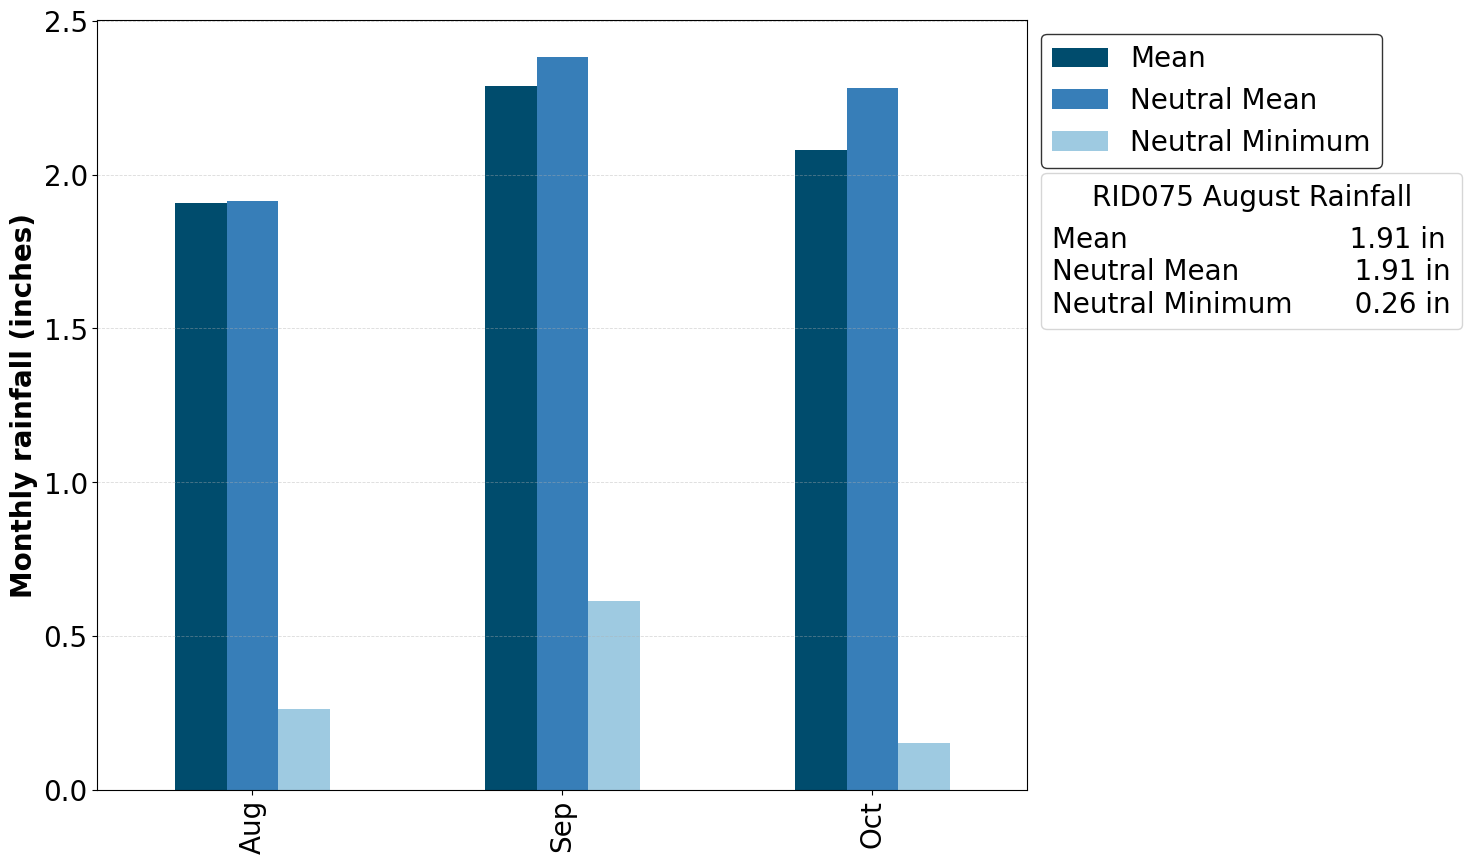 2.5
2.0
1.5
1.0
0.5
0.0
Monthly rainfall (inches)
Aug
Sep
Oct
Mean
Neutral Mean
Neutral Minimum
RID075 August Rainfall
Mean 1.91 in
Neutral Mean 1.91 in
Neutral Minimum 0.26 in